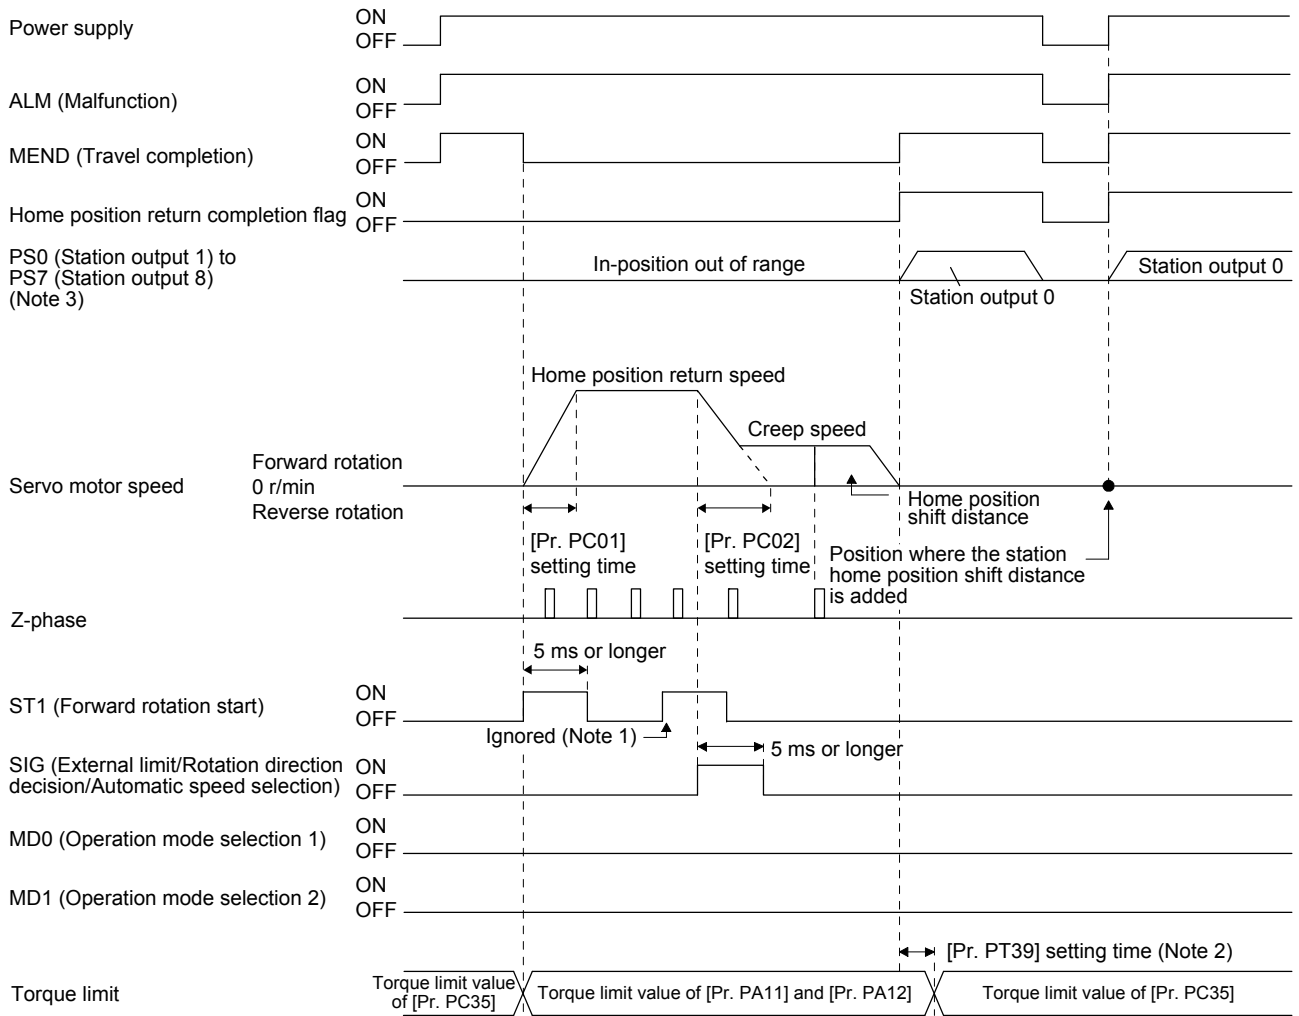 Power supply
ON
OFF
ALM (Malfunction)
ON
OFF
MEND (Travel completion)
ON
OFF
Home position return completion flag
ON
OFF
PS0 (Station output 1) to
PS7 (Station output 8)
(Note 3)
In-position out of range
Station output 0
Station output 0
Home position return speed
Creep speed
Servo motor speed
Forward rotation
0 r/min
Reverse rotation
Home position
shift distance
[Pr. PC01]
setting time
[Pr. PC02]
setting time
Position where the station
home position shift distance
is added
Z-phase
5 ms or longer
ST1 (Forward rotation start)
ON
OFF
Ignored (Note 1)
5 ms or longer
SIG (External limit/Rotation direction
decision/Automatic speed selection)
ON
OFF
MD0 (Operation mode selection 1)
ON
OFF
MD1 (Operation mode selection 2)
ON
OFF
[Pr. PT39] setting time (Note 2)
Torque limit
Torque limit value
of [Pr. PC35]
Torque limit value of [Pr. PA11] and [Pr. PA12]
Torque limit value of [Pr. PC35]